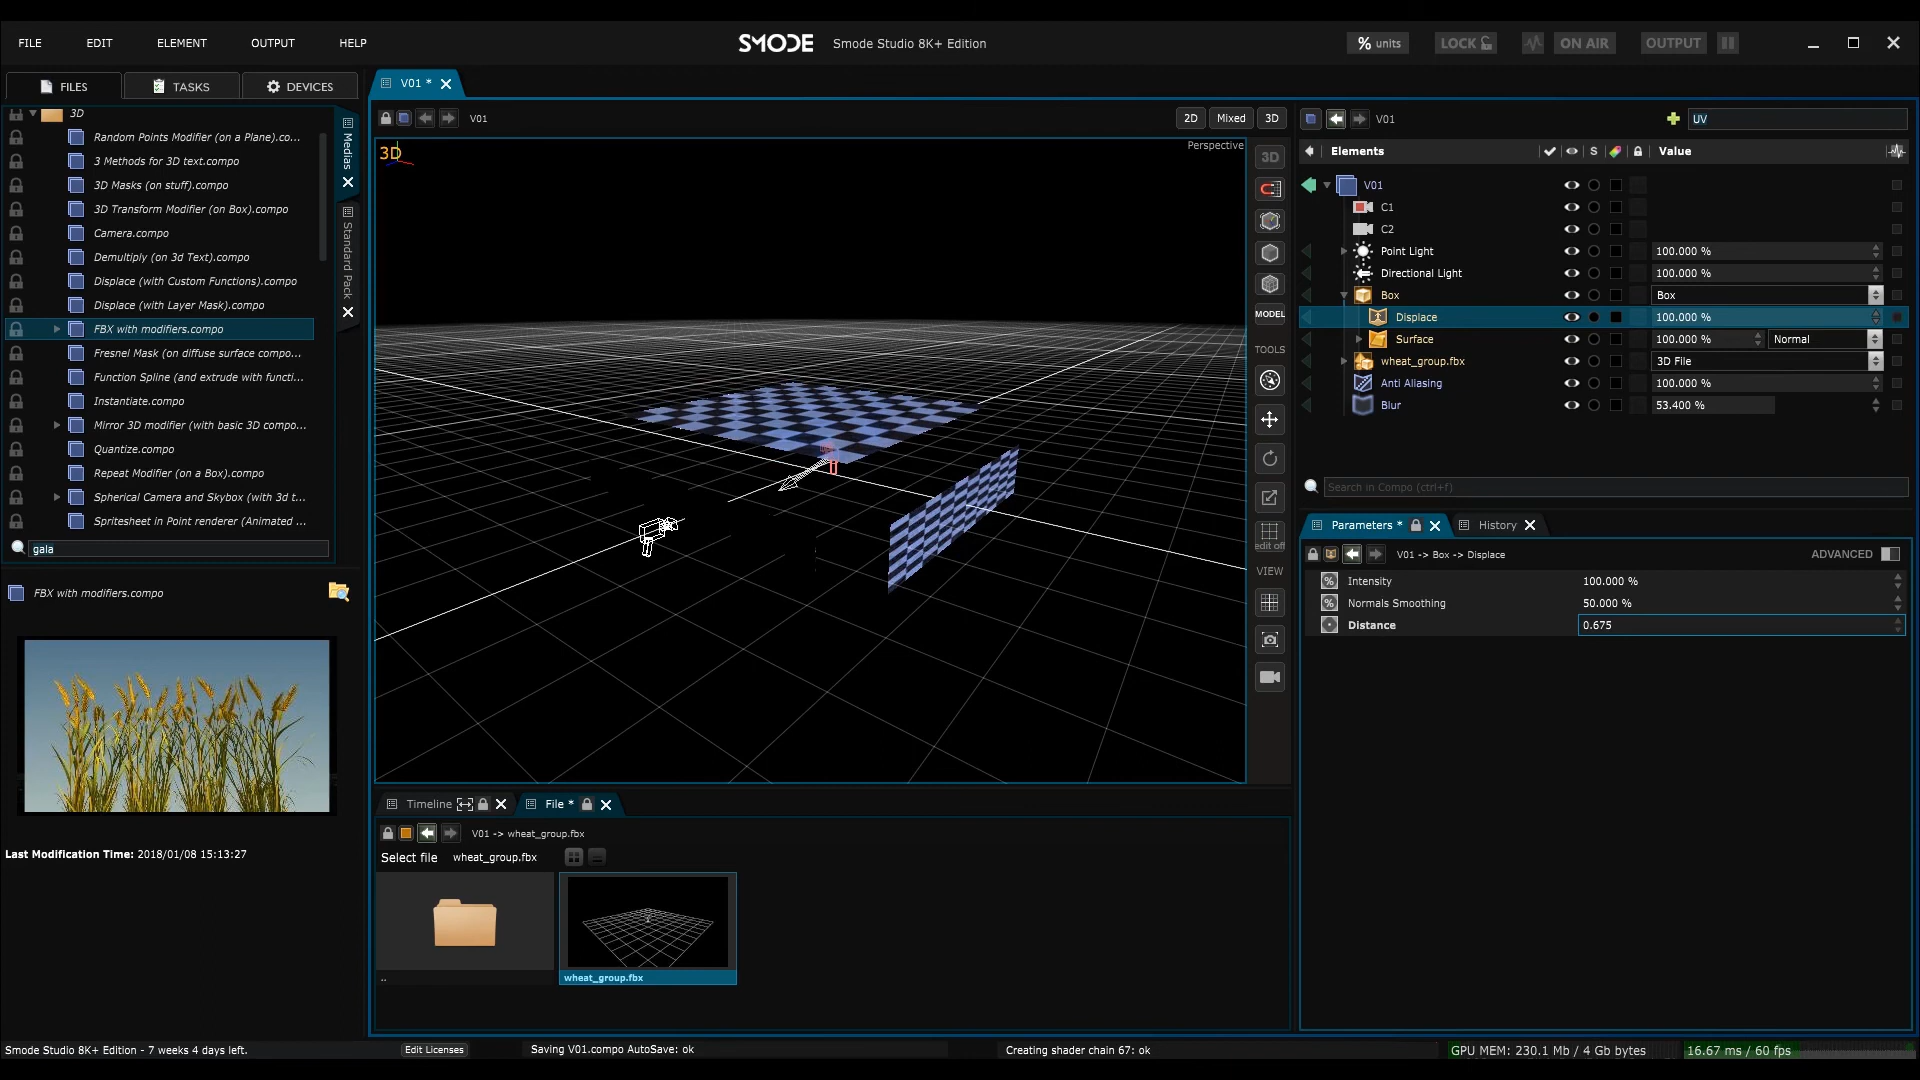 FILE EDIT ELEMENT OUTPUT HELP
SMODE Smode Studio 8K+ Edition
% units LOCK ON AIR OUTPUT
FILES TASKS DEVICES
V01 *
3D
Random Points Modifier (on a Plane).co...
3 Methods for 3D text.compo
3D Masks (on stuff).compo
3D Transform Modifier (on Box).compo
Camera.compo
Demultiply (on 3d Text).compo
Displace (with Custom Functions).compo
Displace (with Layer Mask).compo
FBX with modifiers.compo
Fresnel Mask (on diffuse surface compo...
Function Spline (and extrude with functi...
Instantiate.compo
Mirror 3D modifier (with basic 3D compo...
Quantize.compo
Repeat Modifier (on a Box).compo
Spherical Camera and Skybox (with 3d t...
Spritesheet in Point renderer (Animated ...
gala
Medias
Standard Pack
FBX with modifiers.compo
Last Modification Time: 2018/01/08 15:13:27
V01
2D Mixed 3D
3D
Perspective
3D
MODEL
TOOLS
edit off
VIEW
Timeline File *
V01 -> wheat_group.fbx
Select file wheat_group.fbx
..
wheat_group.fbx
V01 UV
Elements S Value
V01
C1
C2
Point Light 100.000 %
Directional Light 100.000 %
Box Box
Displace 100.000 %
Surface 100.000 % Normal
wheat_group.fbx 3D File
Anti Aliasing 100.000 %
Blur 53.400 %
Search in Compo (ctrl+f)
Parameters * History
V01 -> Box -> Displace ADVANCED
% Intensity 100.000 %
% Normals Smoothing 50.000 %
Distance 0.675
Smode Studio 8K+ Edition - 7 weeks 4 days left. Edit Licenses Saving V01.compo AutoSave: ok Creating shader chain 67: ok GPU MEM: 230.1 Mb / 4 Gb bytes 16.67 ms / 60 fps